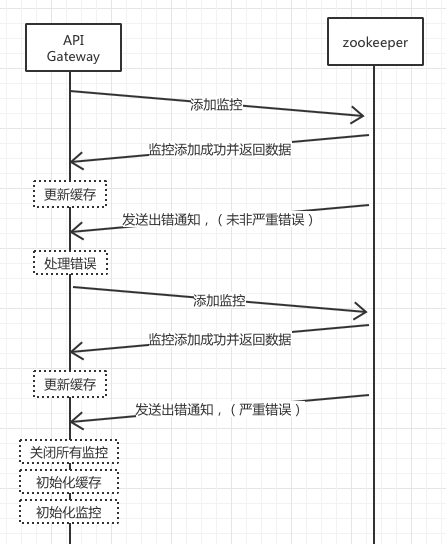 API
Gateway
zookeeper
添加监控
监控添加成功并返回数据
更新缓存
发送出错通知，（未非严重错误）
处理错误
添加监控
监控添加成功并返回数据
更新缓存
发送出错通知，（严重错误）
关闭所有监控
初始化缓存
初始化监控